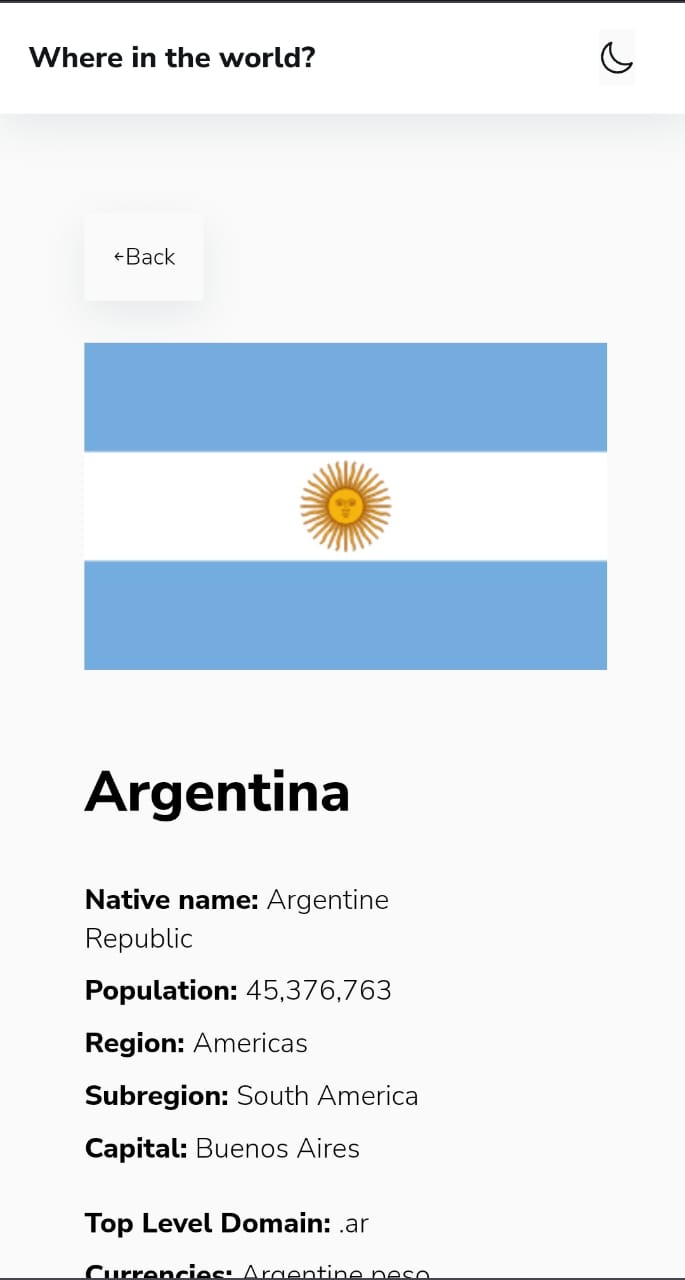 Where in the world?
←Back
Argentina
Native name: Argentine
Republic
Population: 45,376,763
Region: Americas
Subregion: South America
Capital: Buenos Aires
Top Level Domain: .ar
Currencies: Argentine peso